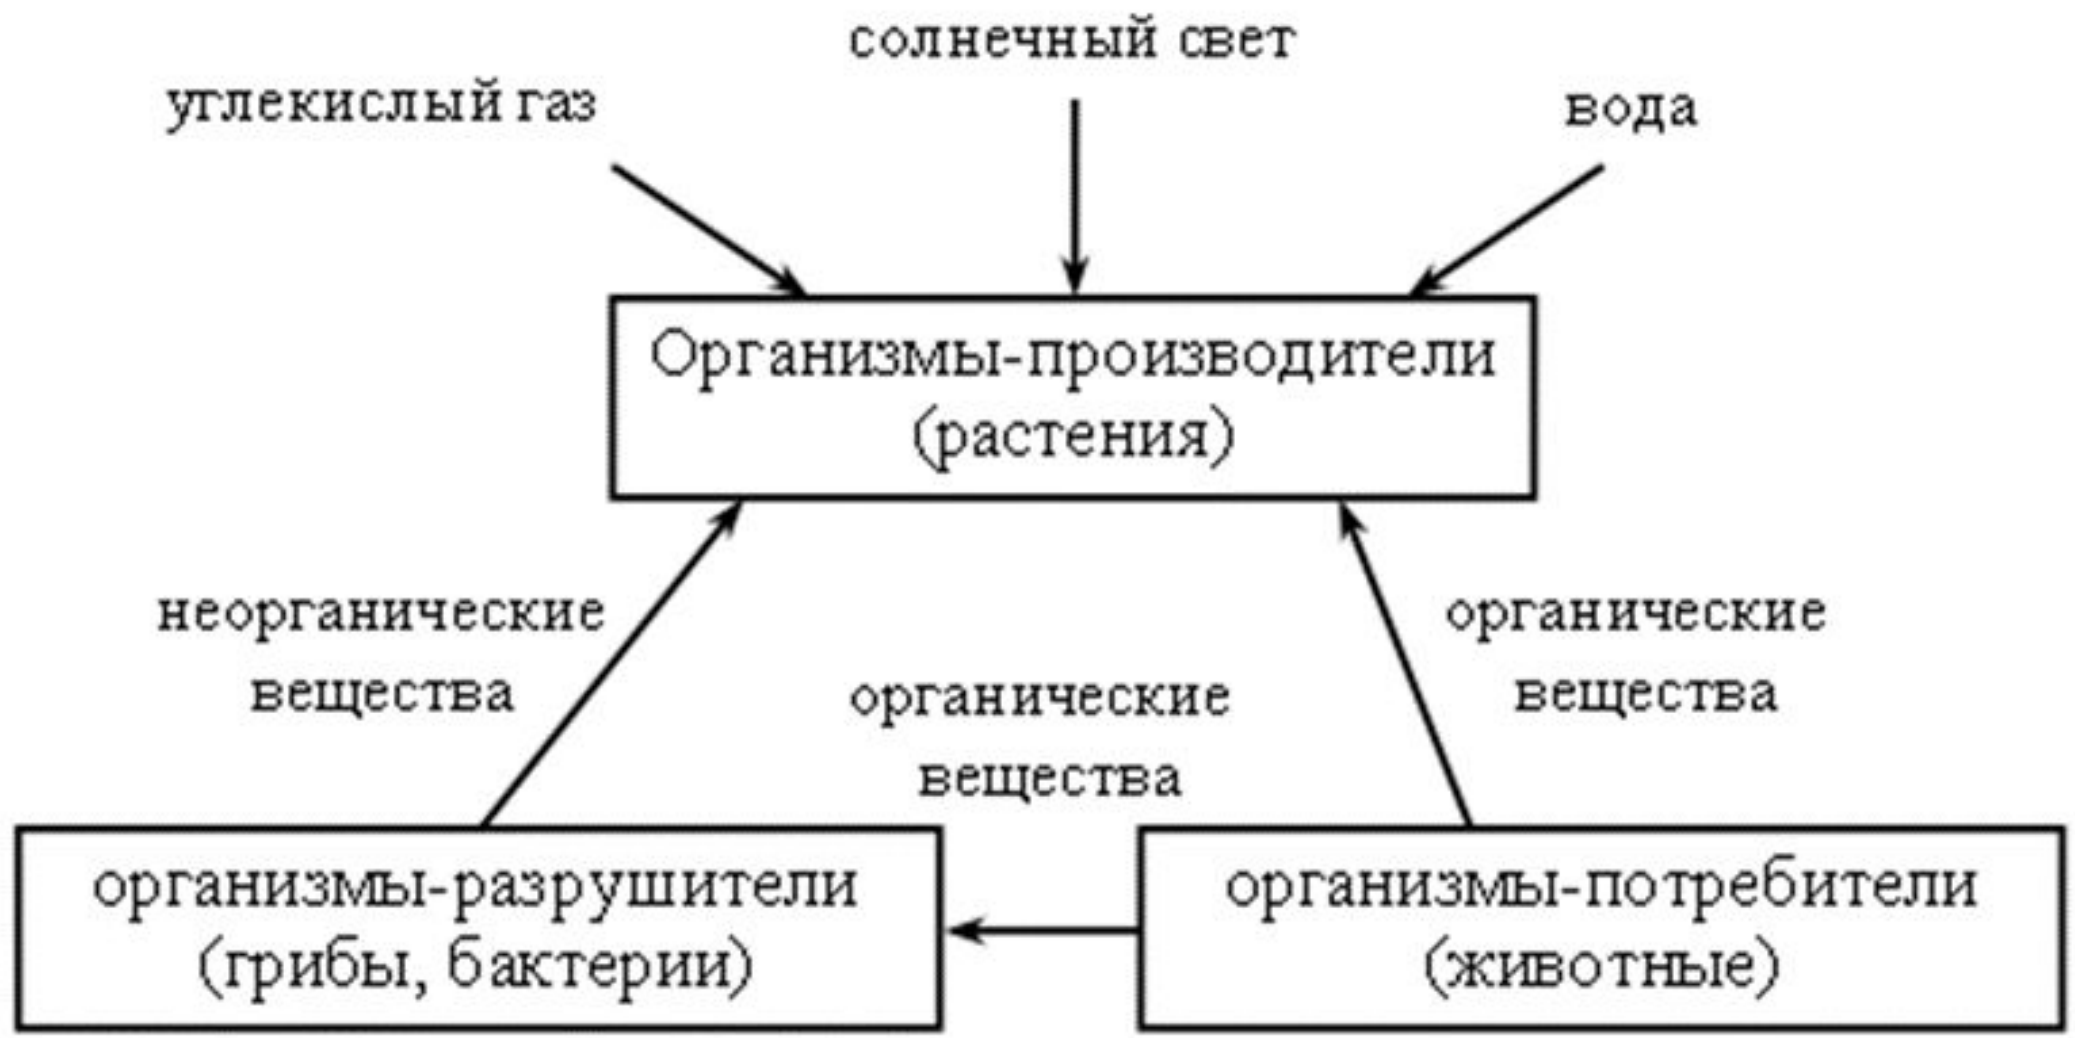 солнечный свет
углекислый газ
вода
Организмы-производители
(растения)
неорганические
вещества
органические
вещества
органические
вещества
организмы-разрушители
(грибы, бактерии)
организмы-потребители
(животные)